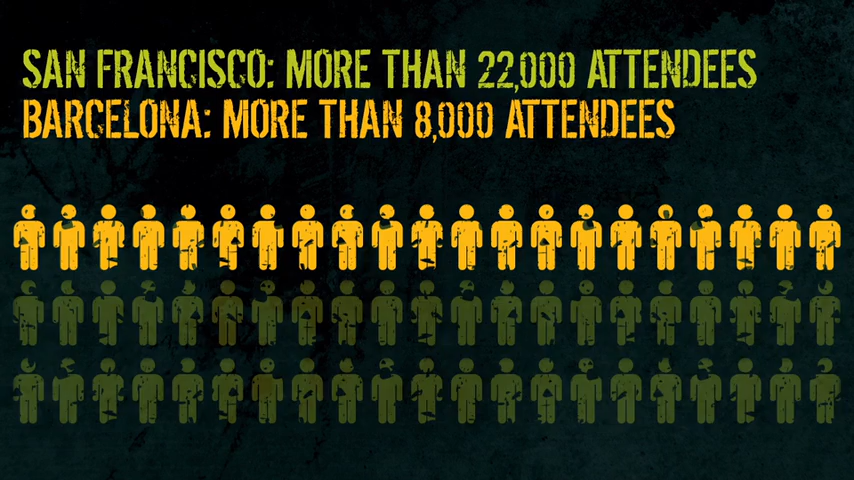 SAN FRANCISCO: MORE THAN 22,000 ATTENDEES
BARCELONA: MORE THAN 8,000 ATTENDEES